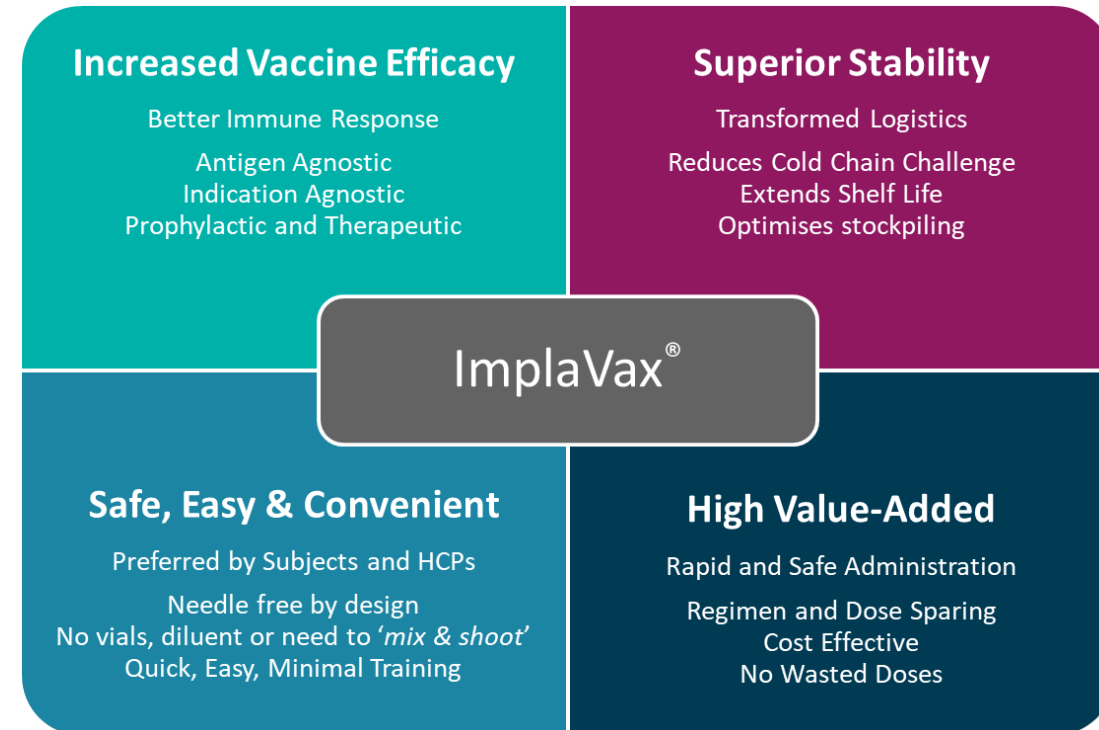 Increased Vaccine Efficacy
Better Immune Response
Antigen Agnostic
Indication Agnostic
Prophylactic and Therapeutic
Superior Stability
Transformed Logistics
Reduces Cold Chain Challenge
Extends Shelf Life
Optimises stockpiling
ImplaVax®
Safe, Easy & Convenient
Preferred by Subjects and HCPs
Needle free by design
No vials, diluent or need to ‘mix & shoot’
Quick, Easy, Minimal Training
High Value-Added
Rapid and Safe Administration
Regimen and Dose Sparing
Cost Effective
No Wasted Doses